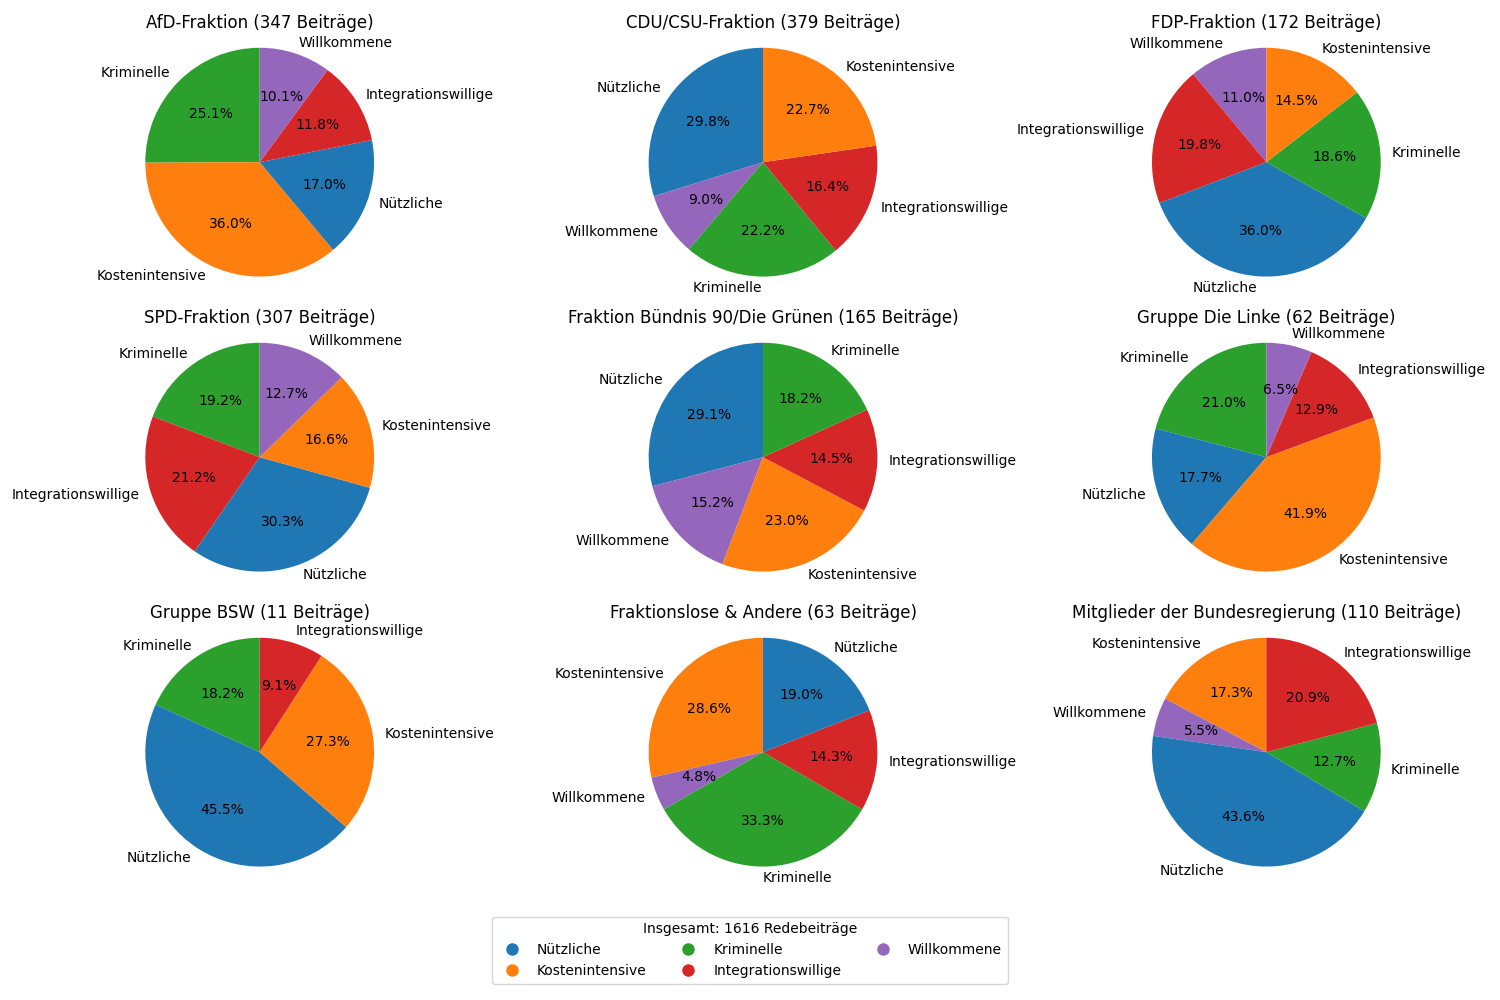 AfD-Fraktion (347 Beiträge)
Willkommene
Kriminelle
Integrationswillige
10.1%
25.1%
11.8%
17.0%
Nützliche
36.0%
Kostenintensive
CDU/CSU-Fraktion (379 Beiträge)
Kostenintensive
Nützliche
22.7%
29.8%
16.4%
9.0%
Integrationswillige
Willkommene
22.2%
Kriminelle
FDP-Fraktion (172 Beiträge)
Willkommene
Kostenintensive
11.0%
14.5%
Integrationswillige
19.8%
18.6%
Kriminelle
36.0%
Nützliche
SPD-Fraktion (307 Beiträge)
Willkommene
Kriminelle
12.7%
19.2%
Kostenintensive
16.6%
21.2%
Integrationswillige
30.3%
Nützliche
Fraktion Bündnis 90/Die Grünen (165 Beiträge)
Kriminelle
Nützliche
18.2%
29.1%
14.5%
Integrationswillige
15.2%
23.0%
Willkommene
Kostenintensive
Gruppe Die Linke (62 Beiträge)
Willkommene
Kriminelle
Integrationswillige
6.5%
21.0%
12.9%
17.7%
Nützliche
41.9%
Kostenintensive
Gruppe BSW (11 Beiträge)
Integrationswillige
Kriminelle
9.1%
18.2%
Kostenintensive
27.3%
45.5%
Nützliche
Fraktionslose & Andere (63 Beiträge)
Nützliche
Kostenintensive
19.0%
28.6%
14.3%
Integrationswillige
4.8%
Willkommene
33.3%
Kriminelle
Mitglieder der Bundesregierung (110 Beiträge)
Kostenintensive
Integrationswillige
17.3%
20.9%
Willkommene
5.5%
12.7%
Kriminelle
43.6%
Nützliche
Insgesamt: 1616 Redebeiträge
Nützliche
Kostenintensive
Kriminelle
Integrationswillige
Willkommene